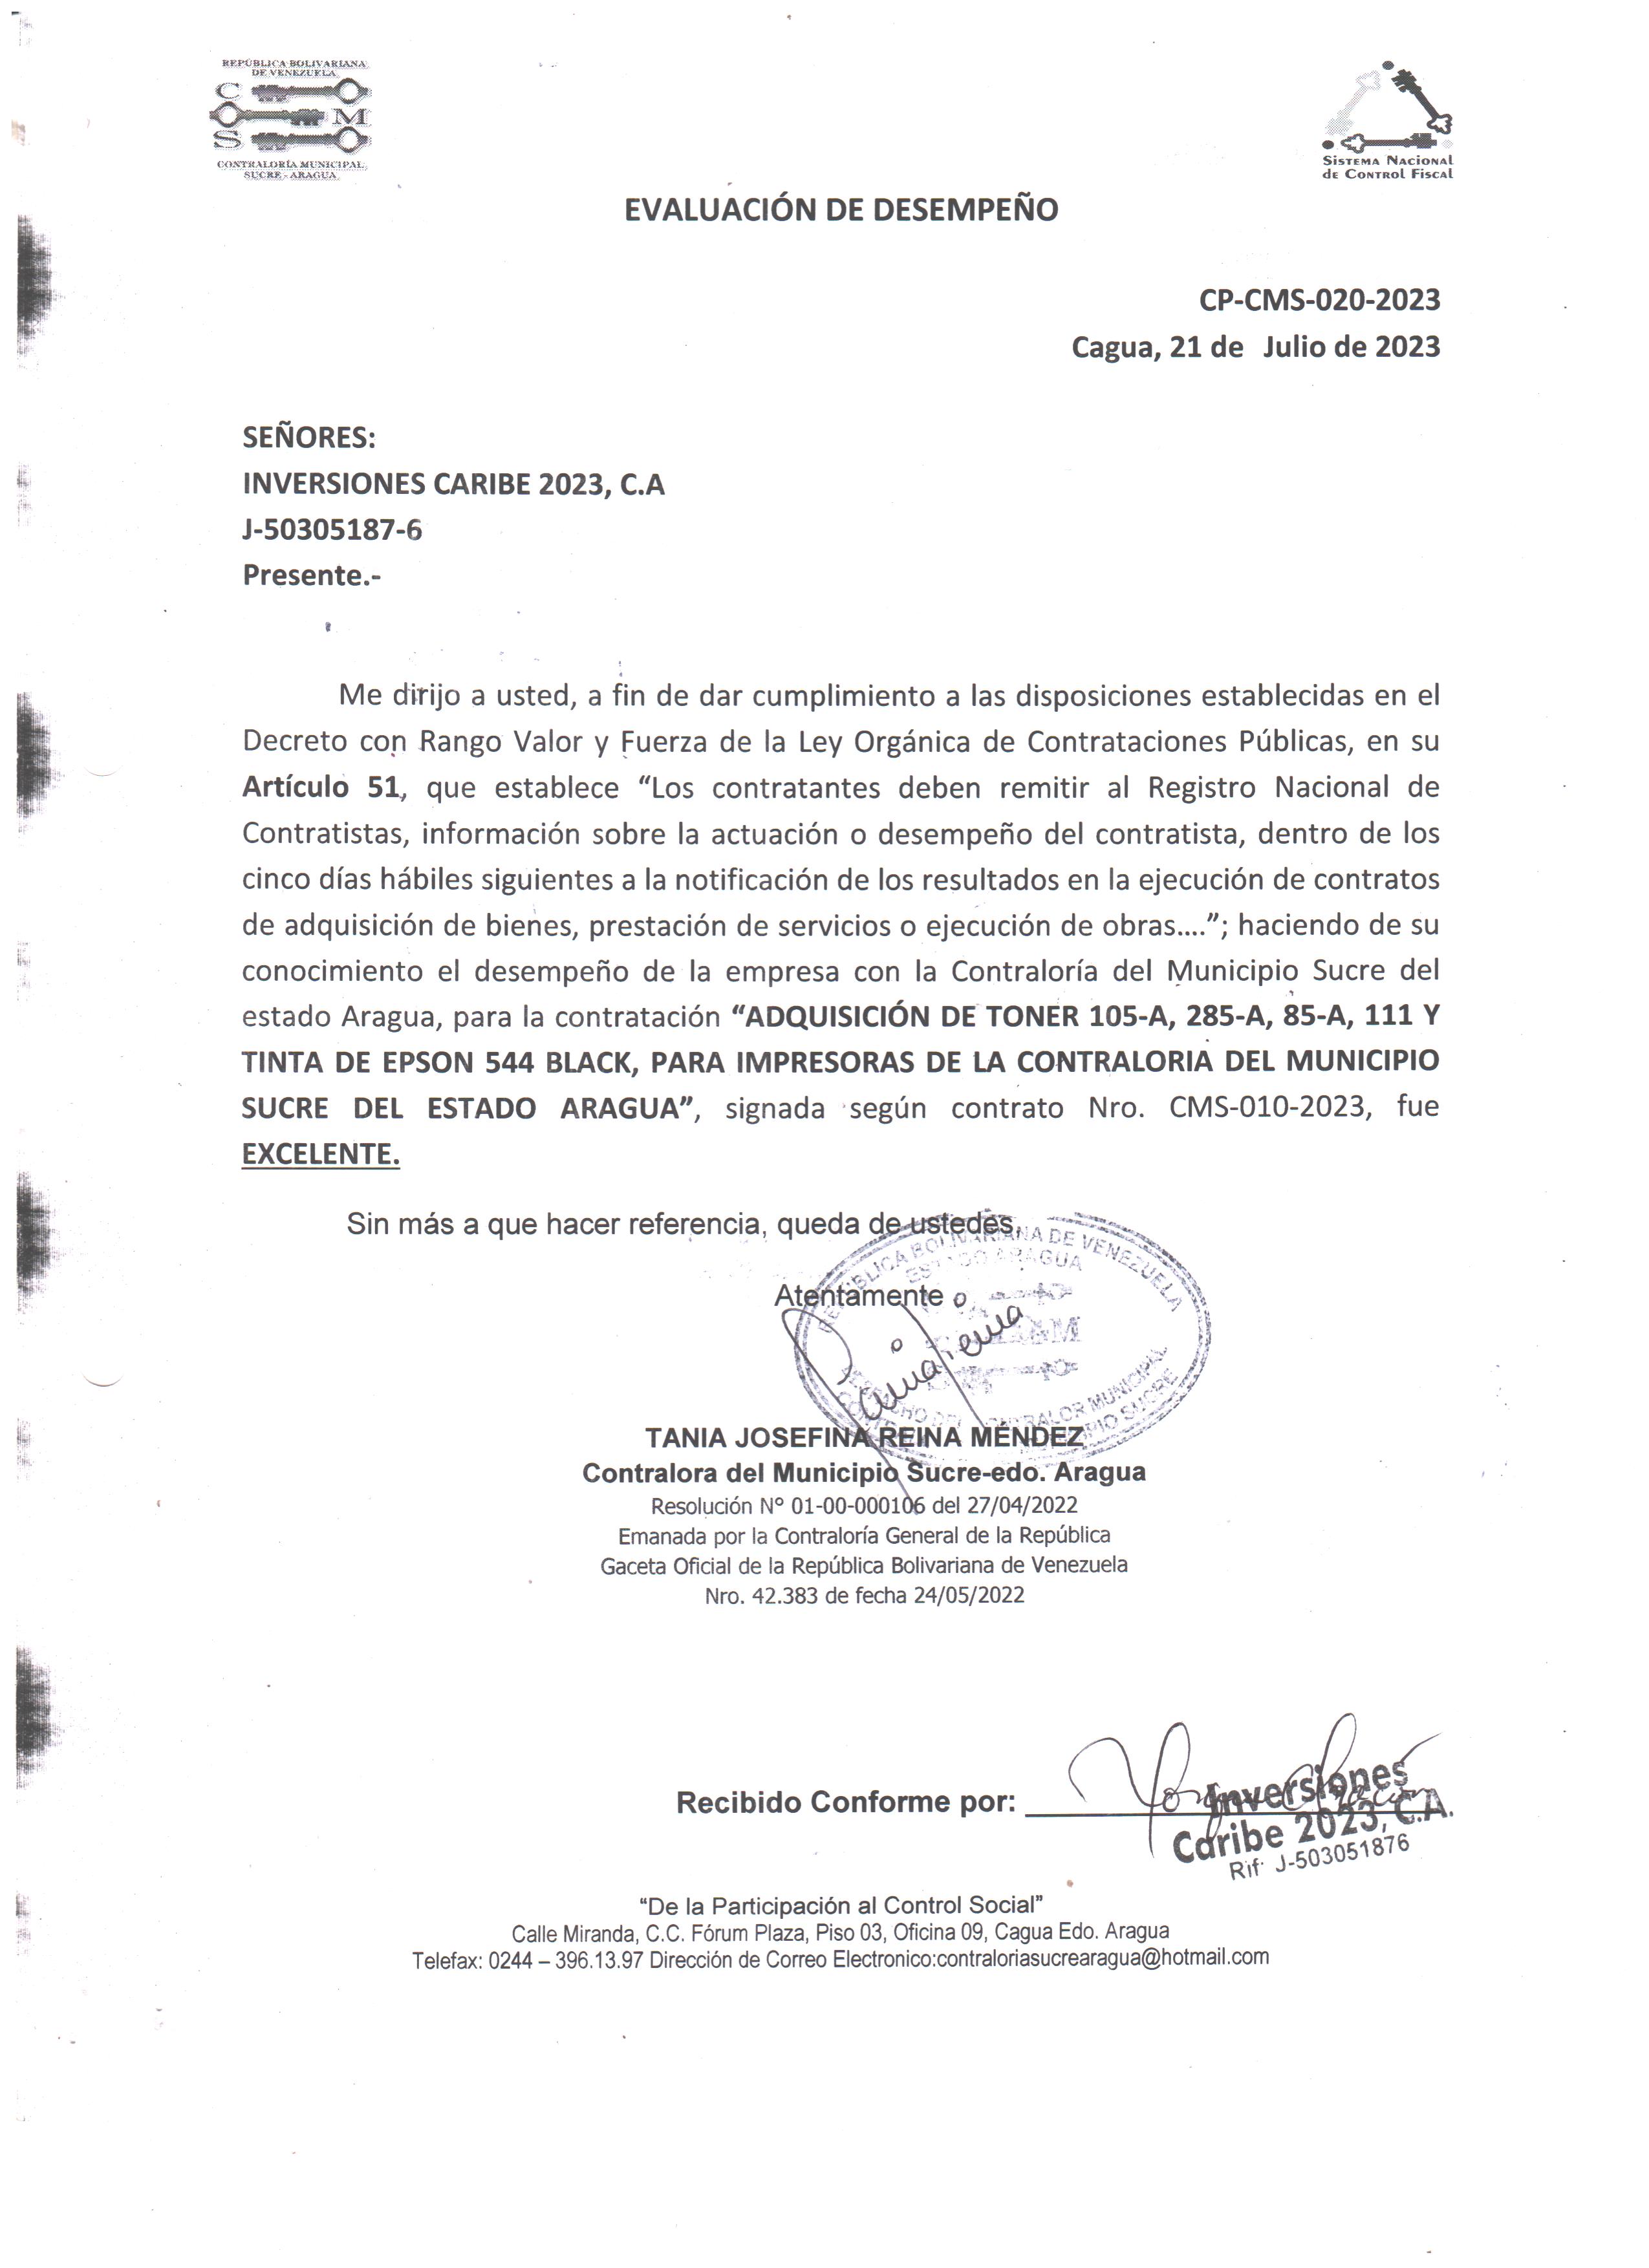 REPÚBLICA BOLIVARIANA
DE VENEZUELA
C
M
S
CONTRALORÍA MUNICIPAL
SUCRE - ARAGUA
SISTEMA NACIONAL
DE CONTROL FISCAL
EVALUACIÓN DE DESEMPEÑO
CP-CMS-020-2023
Cagua, 21 de Julio de 2023
SEÑORES:
INVERSIONES CARIBE 2023, C.A
J-50305187-6
Presente.-
Me dirijo a usted, a fin de dar cumplimiento a las disposiciones establecidas en el
Decreto con Rango Valor y Fuerza de la Ley Orgánica de Contrataciones Públicas, en su
Artículo 51, que establece “Los contratantes deben remitir al Registro Nacional de
Contratistas, información sobre la actuación o desempeño del contratista, dentro de los
cinco días hábiles siguientes a la notificación de los resultados en la ejecución de contratos
de adquisición de bienes, prestación de servicios o ejecución de obras....”; haciendo de su
conocimiento el desempeño de la empresa con la Contraloría del Municipio Sucre del
estado Aragua, para la contratación “ADQUISICIÓN DE TONER 105-A, 285-A, 85-A, 111 Y
TINTA DE EPSON 544 BLACK, PARA IMPRESORAS DE LA CONTRALORIA DEL MUNICIPIO
SUCRE DEL ESTADO ARAGUA”, signada según contrato Nro. CMS-010-2023, fue
EXCELENTE.
Sin más a que hacer referencia, queda de ustedes,
REPÚBLICA BOLIVARIANA DE VENEZUELA
ESTADO ARAGUA
Atentamente
DESPACHO DEL CONTRALOR MUNICIPAL
MUNICIPIO SUCRE
TANIA JOSEFINA REINA MÉNDEZ
Contralora del Municipio Sucre-edo. Aragua
Resolución N° 01-00-000106 del 27/04/2022
Emanada por la Contraloría General de la República
Gaceta Oficial de la República Bolivariana de Venezuela
Nro. 42.383 de fecha 24/05/2022
Recibido Conforme por:
Inversiones
Caribe 2023, C.A.
Rif: J-503051876
“De la Participación al Control Social”
Calle Miranda, C.C. Fórum Plaza, Piso 03, Oficina 09, Cagua Edo. Aragua
Telefax: 0244 – 396.13.97 Dirección de Correo Electronico:contraloriasucrearagua@hotmail.com